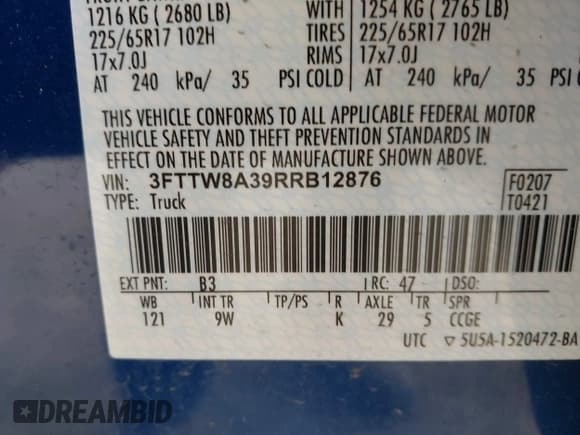 1216 KG ( 2680 LB) WITH 1254 KG ( 2765 LB)
225/65R17 102H TIRES 225/65R17 102H
17x7.0J RIMS 17x7.0J
AT 240 kPa/ 35 PSI COLD AT 240 kPa/ 35 PSI
THIS VEHICLE CONFORMS TO ALL APPLICABLE FEDERAL MOTOR
VEHICLE SAFETY AND THEFT PREVENTION STANDARDS IN
EFFECT ON THE DATE OF MANUFACTURE SHOWN ABOVE.
VIN: 3FTTW8A39RRB12876 F0207
TYPE: Truck T0421
EXT PNT: B3 RC: 47 DSO:
WB INT TR TP/PS R AXLE TR SPR
121 9W K 29 5 CCGE
UTC ▽ 5U5A-1520472-BA
DREAMBID